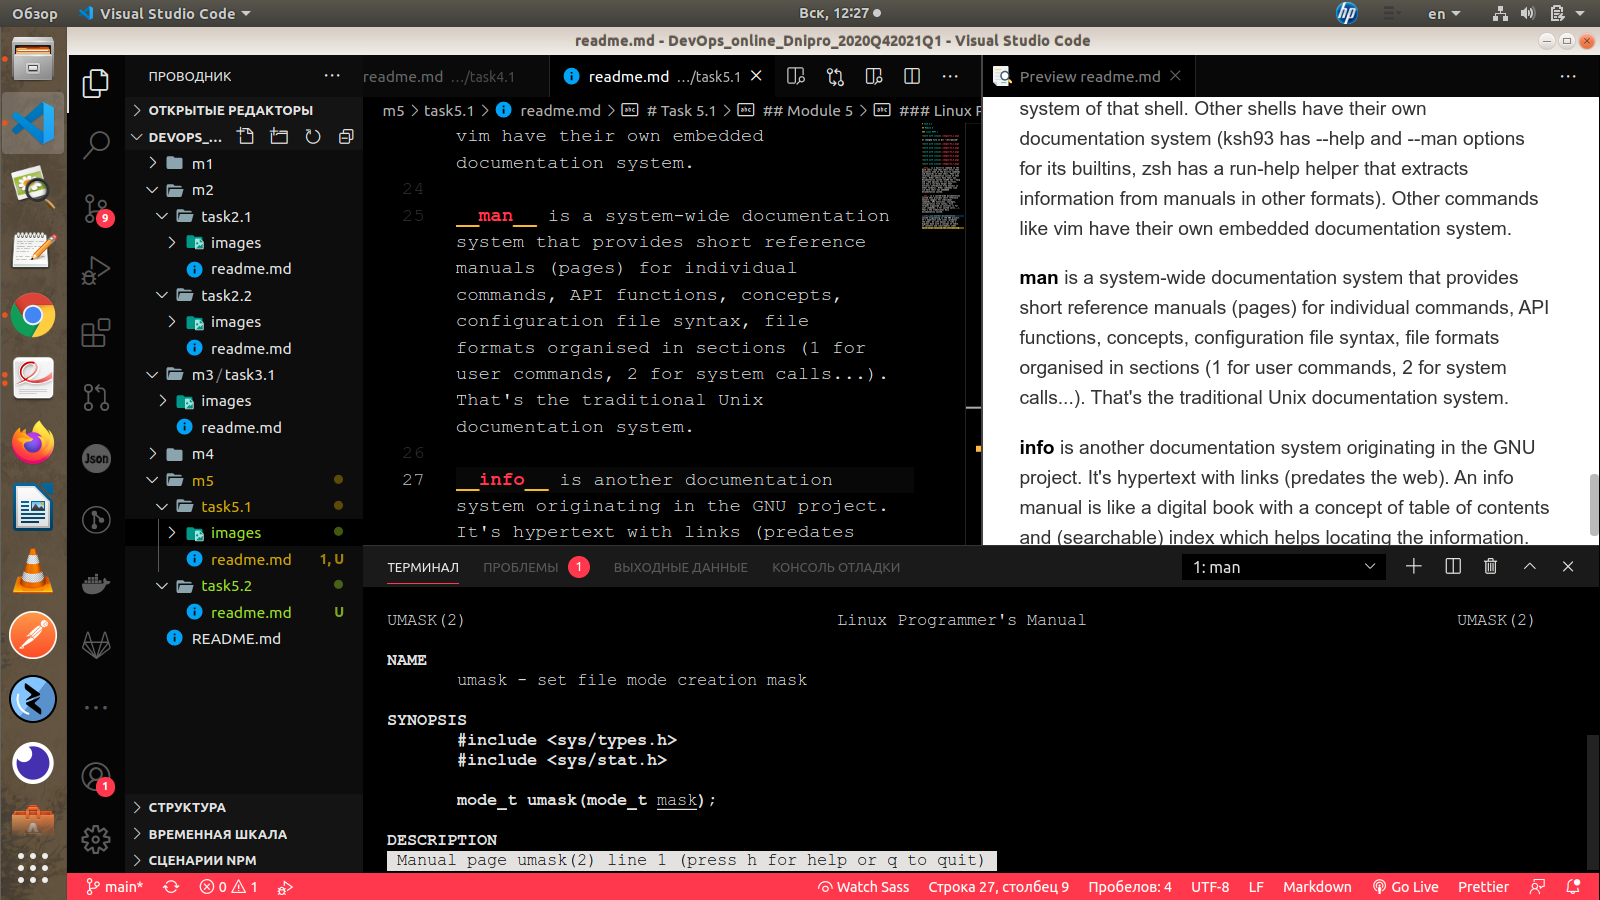 Обзор
Visual Studio Code
Вск, 12:27
hp
en
readme.md - DevOps_online_Dnipro_2020Q42021Q1 - Visual Studio Code
ПРОВОДНИК
ОТКРЫТЫЕ РЕДАКТОРЫ
DEVOPS_...
m1
m2
task2.1
images
readme.md
task2.2
images
readme.md
m3/task3.1
images
readme.md
m4
m5
task5.1
images
readme.md 1, U
task5.2
readme.md U
README.md
СТРУКТУРА
ВРЕМЕННАЯ ШКАЛА
СЦЕНАРИИ NPM
9
Json
1
readme.md .../task4.1
readme.md .../task5.1
m5 > task5.1 > readme.md > # Task 5.1 > ## Module 5 > ### Linux F
vim have their own embedded
documentation system.
24
25 __man__ is a system-wide documentation
system that provides short reference
manuals (pages) for individual
commands, API functions, concepts,
configuration file syntax, file
formats organised in sections (1 for
user commands, 2 for system calls...).
That's the traditional Unix
documentation system.
26
27 __info__ is another documentation
system originating in the GNU project.
It's hypertext with links (predates
Preview readme.md
system of that shell. Other shells have their own
documentation system (ksh93 has --help and --man options
for its builtins, zsh has a run-help helper that extracts
information from manuals in other formats). Other commands
like vim have their own embedded documentation system.
man is a system-wide documentation system that provides
short reference manuals (pages) for individual commands, API
functions, concepts, configuration file syntax, file formats
organised in sections (1 for user commands, 2 for system
calls...). That's the traditional Unix documentation system.
info is another documentation system originating in the GNU
project. It's hypertext with links (predates the web). An info
manual is like a digital book with a concept of table of contents
and (searchable) index which helps locating the information.
ТЕРМИНАЛ
ПРОБЛЕМЫ 1
ВЫХОДНЫЕ ДАННЫЕ
КОНСОЛЬ ОТЛАДКИ
1: man
UMASK(2) Linux Programmer's Manual UMASK(2)
NAME
umask - set file mode creation mask
SYNOPSIS
#include <sys/types.h>
#include <sys/stat.h>
mode_t umask(mode_t mask);
DESCRIPTION
Manual page umask(2) line 1 (press h for help or q to quit)
main*
0 1
Watch Sass
Строка 27, столбец 9
Пробелов: 4
UTF-8
LF
Markdown
Go Live
Prettier